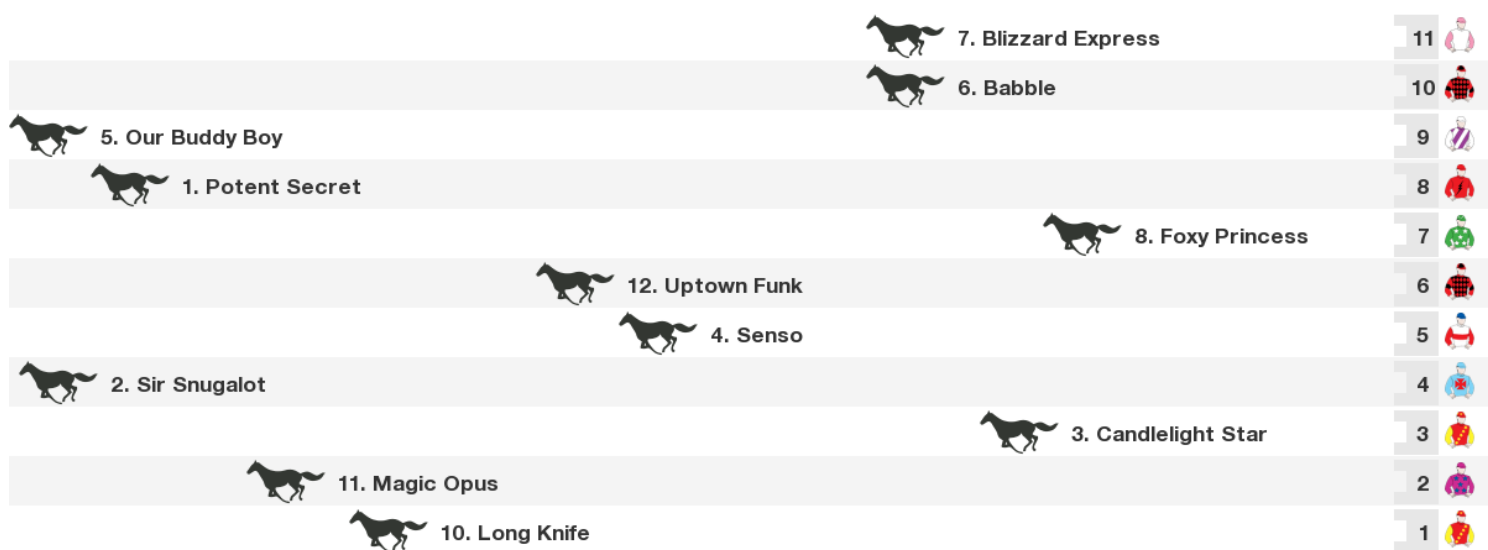 7. Blizzard Express 11
6. Babble 10
5. Our Buddy Boy 9
1. Potent Secret 8
8. Foxy Princess 7
12. Uptown Funk 6
4. Senso 5
2. Sir Snugalot 4
3. Candlelight Star 3
11. Magic Opus 2
10. Long Knife 1